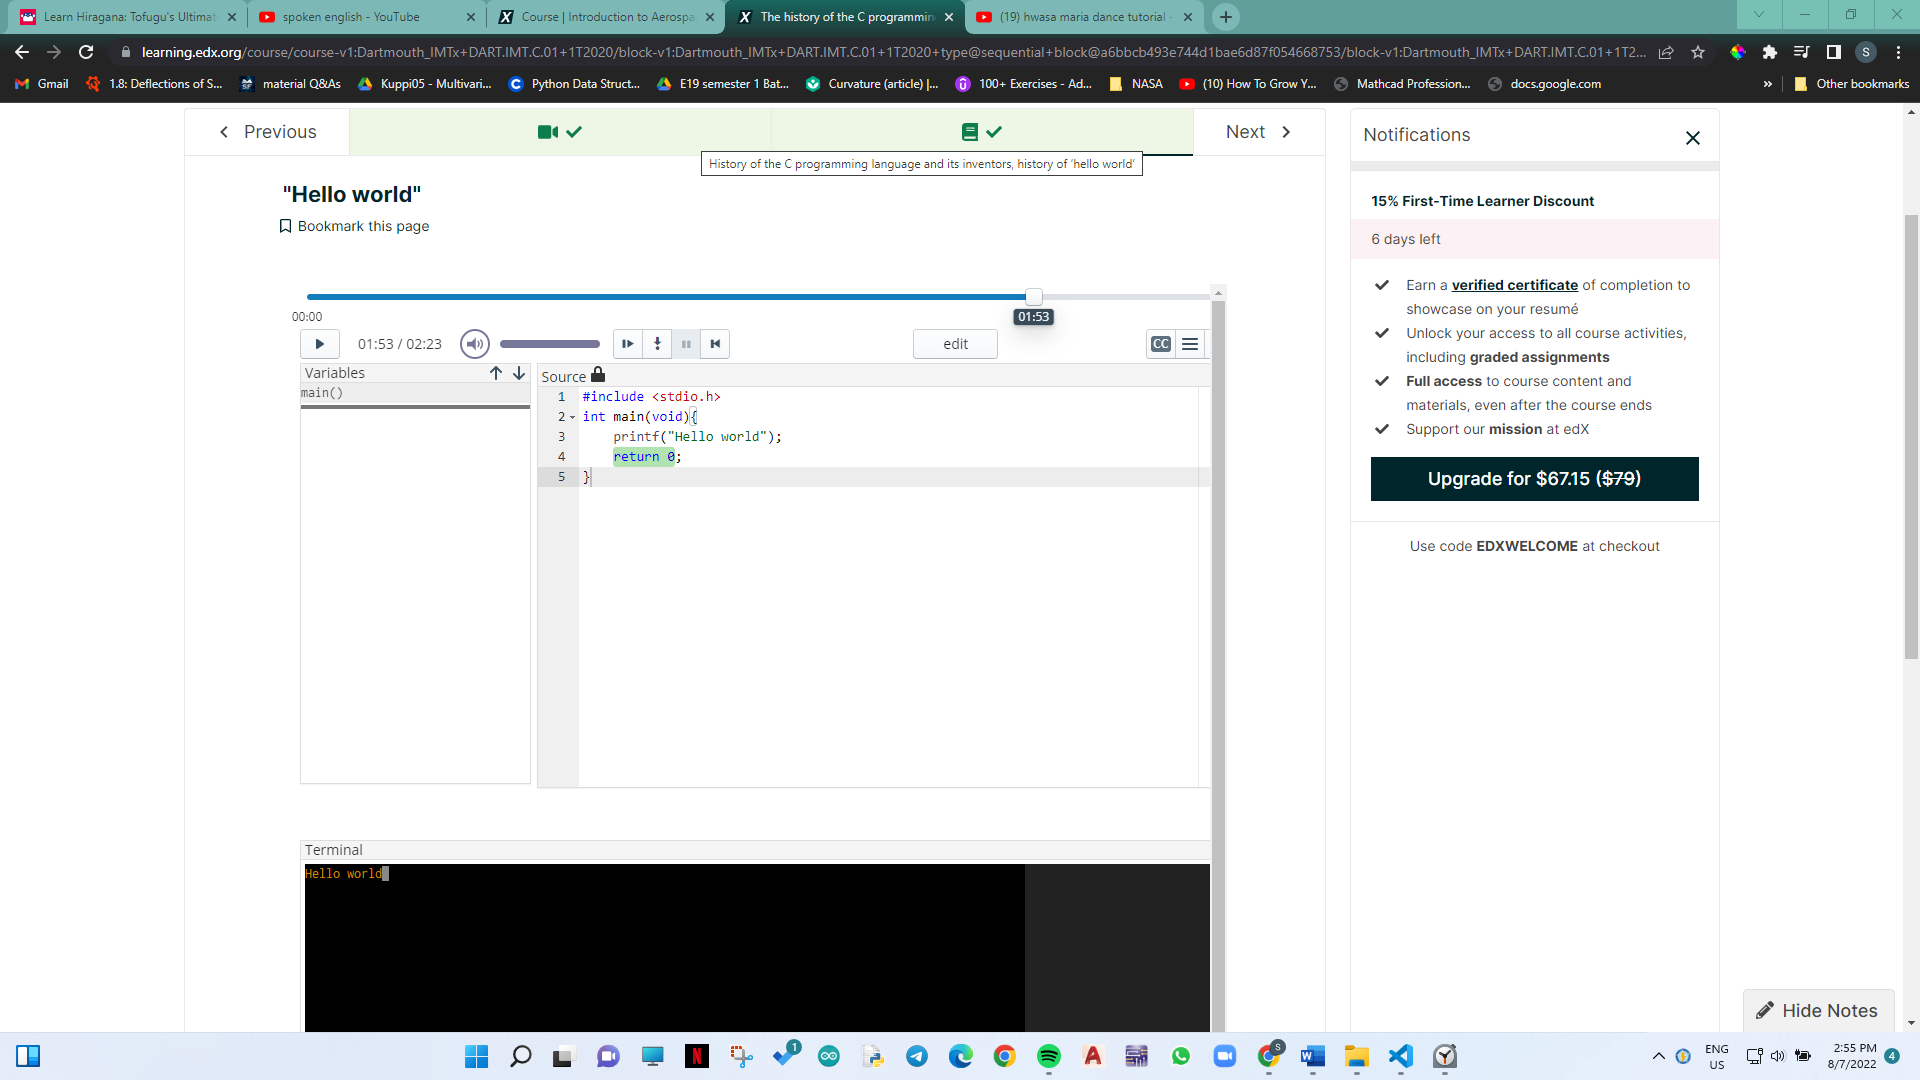 Learn Hiragana: Tofugu's Ultimat
spoken english - YouTube
Course | Introduction to Aerospa
The history of the C programmin
(19) hwasa maria dance tutorial -
learning.edx.org/course/course-v1:Dartmouth_IMTx+DART.IMT.C.01+1T2020/block-v1:Dartmouth_IMTx+DART.IMT.C.01+1T2020+type@sequential+block@a6bbcb493e744d1bae6d87f054668753/block-v1:Dartmouth_IMTx+DART.IMT.C.01+1T2...
S
Gmail
1.8: Deflections of S...
material Q&As
Kuppi05 - Multivari...
Python Data Struct...
E19 semester 1 Bat...
Curvature (article) |...
100+ Exercises - Ad...
NASA
(10) How To Grow Y...
Mathcad Profession...
docs.google.com
»
Other bookmarks
Previous
Next
History of the C programming language and its inventors, history of 'hello world'
"Hello world"
Bookmark this page
00:00
01:53
01:53 / 02:23
edit
CC
Variables
main()
Source
1 #include <stdio.h>
2 int main(void){
3 printf("Hello world");
4 return 0;
5 }
Terminal
Hello world
Notifications
15% First-Time Learner Discount
6 days left
Earn a verified certificate of completion to
showcase on your resumé
Unlock your access to all course activities,
including graded assignments
Full access to course content and
materials, even after the course ends
Support our mission at edX
Upgrade for $67.15 ($79)
Use code EDXWELCOME at checkout
Hide Notes
1
S
ENG
US
2:55 PM
8/7/2022
4